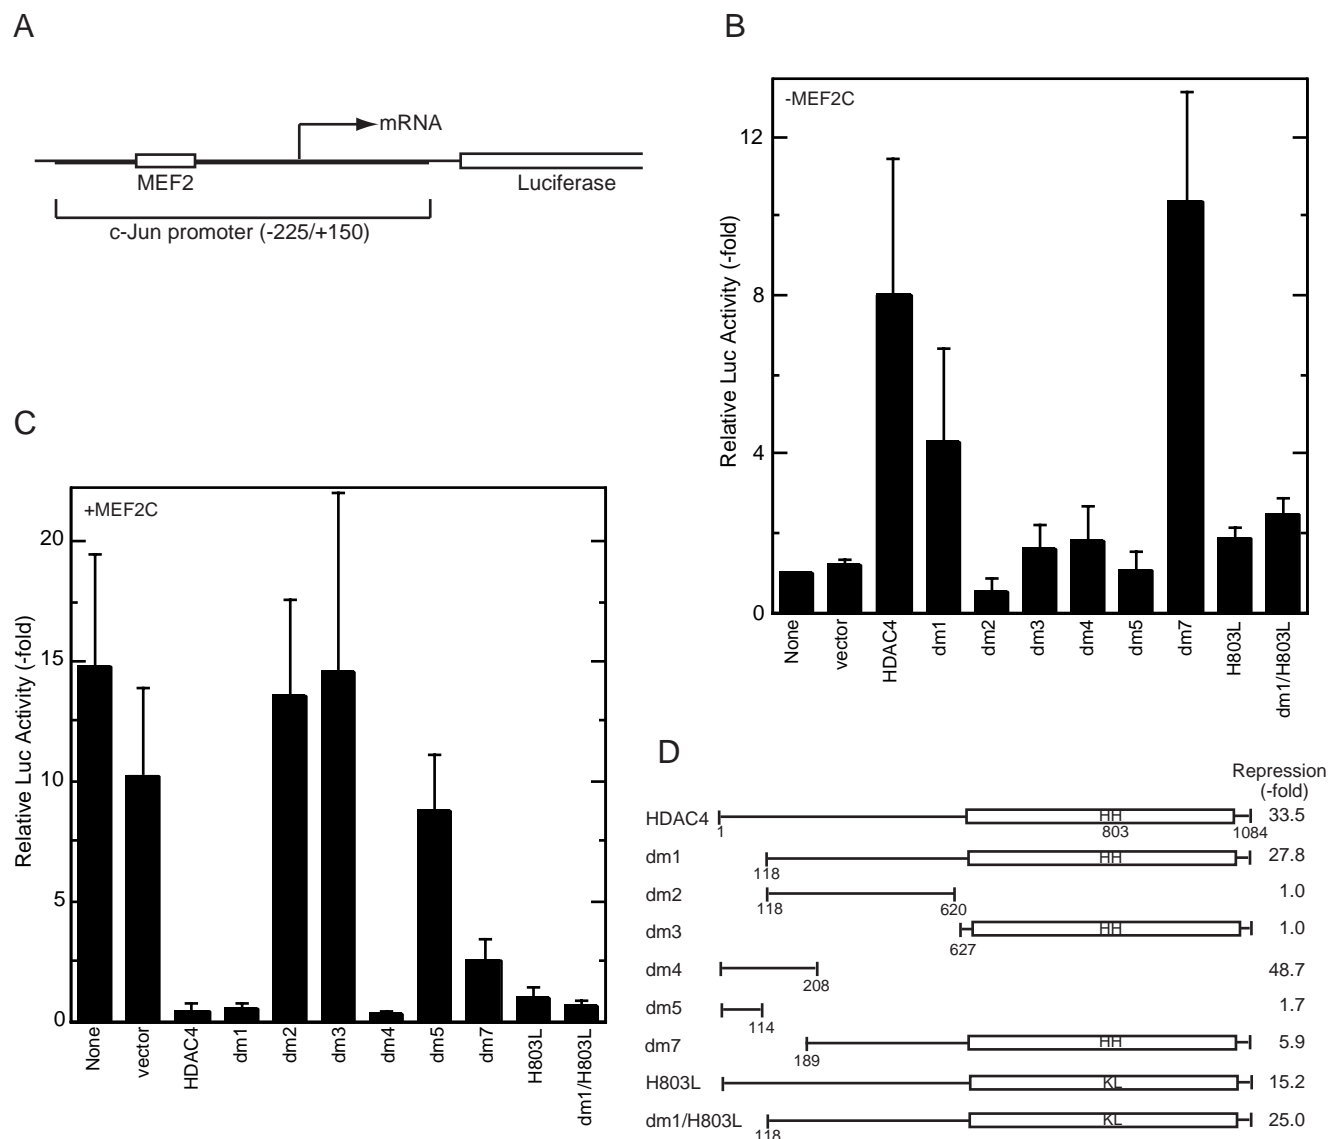 A
mRNA
MEF2
Luciferase
c-Jun promoter (-225/+150)
B
-MEF2C
Relative Luc Activity (-fold)
12
8
4
0
None
vector
HDAC4
dm1
dm2
dm3
dm4
dm5
dm7
H803L
dm1/H803L
C
+MEF2C
Relative Luc Activity (-fold)
20
15
10
5
0
None
vector
HDAC4
dm1
dm2
dm3
dm4
dm5
dm7
H803L
dm1/H803L
D
Repression
(-fold)
HDAC4 HH 33.5
1 803 1084
dm1 HH 27.8
118
dm2 1.0
118 620
dm3 HH 1.0
627
dm4 48.7
208
dm5 1.7
114
dm7 HH 5.9
189
H803L KL 15.2
dm1/H803L KL 25.0
118